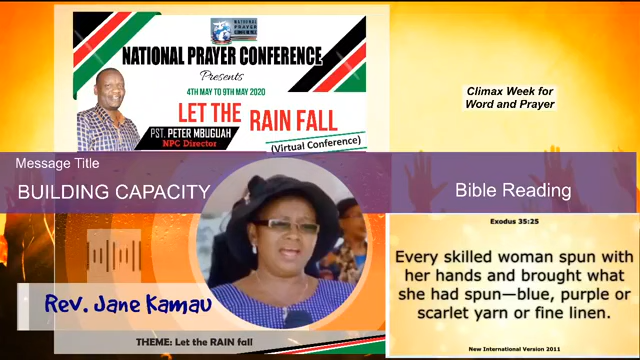 NATIONAL PRAYER CONFERENCE
NATIONAL PRAYER CONFERENCE
Presents
4TH MAY TO 9TH MAY 2020
LET THE RAIN FALL
PST. PETER MBUGUAH
NPC Director
(Virtual Conference)
Climax Week for
Word and Prayer
Message Title
BUILDING CAPACITY
Bible Reading
Exodus 35:25
Every skilled woman spun with
her hands and brought what
she had spun—blue, purple or
scarlet yarn or fine linen.
New International Version 2011
Rev. Jane Kamau
THEME: Let the RAIN fall